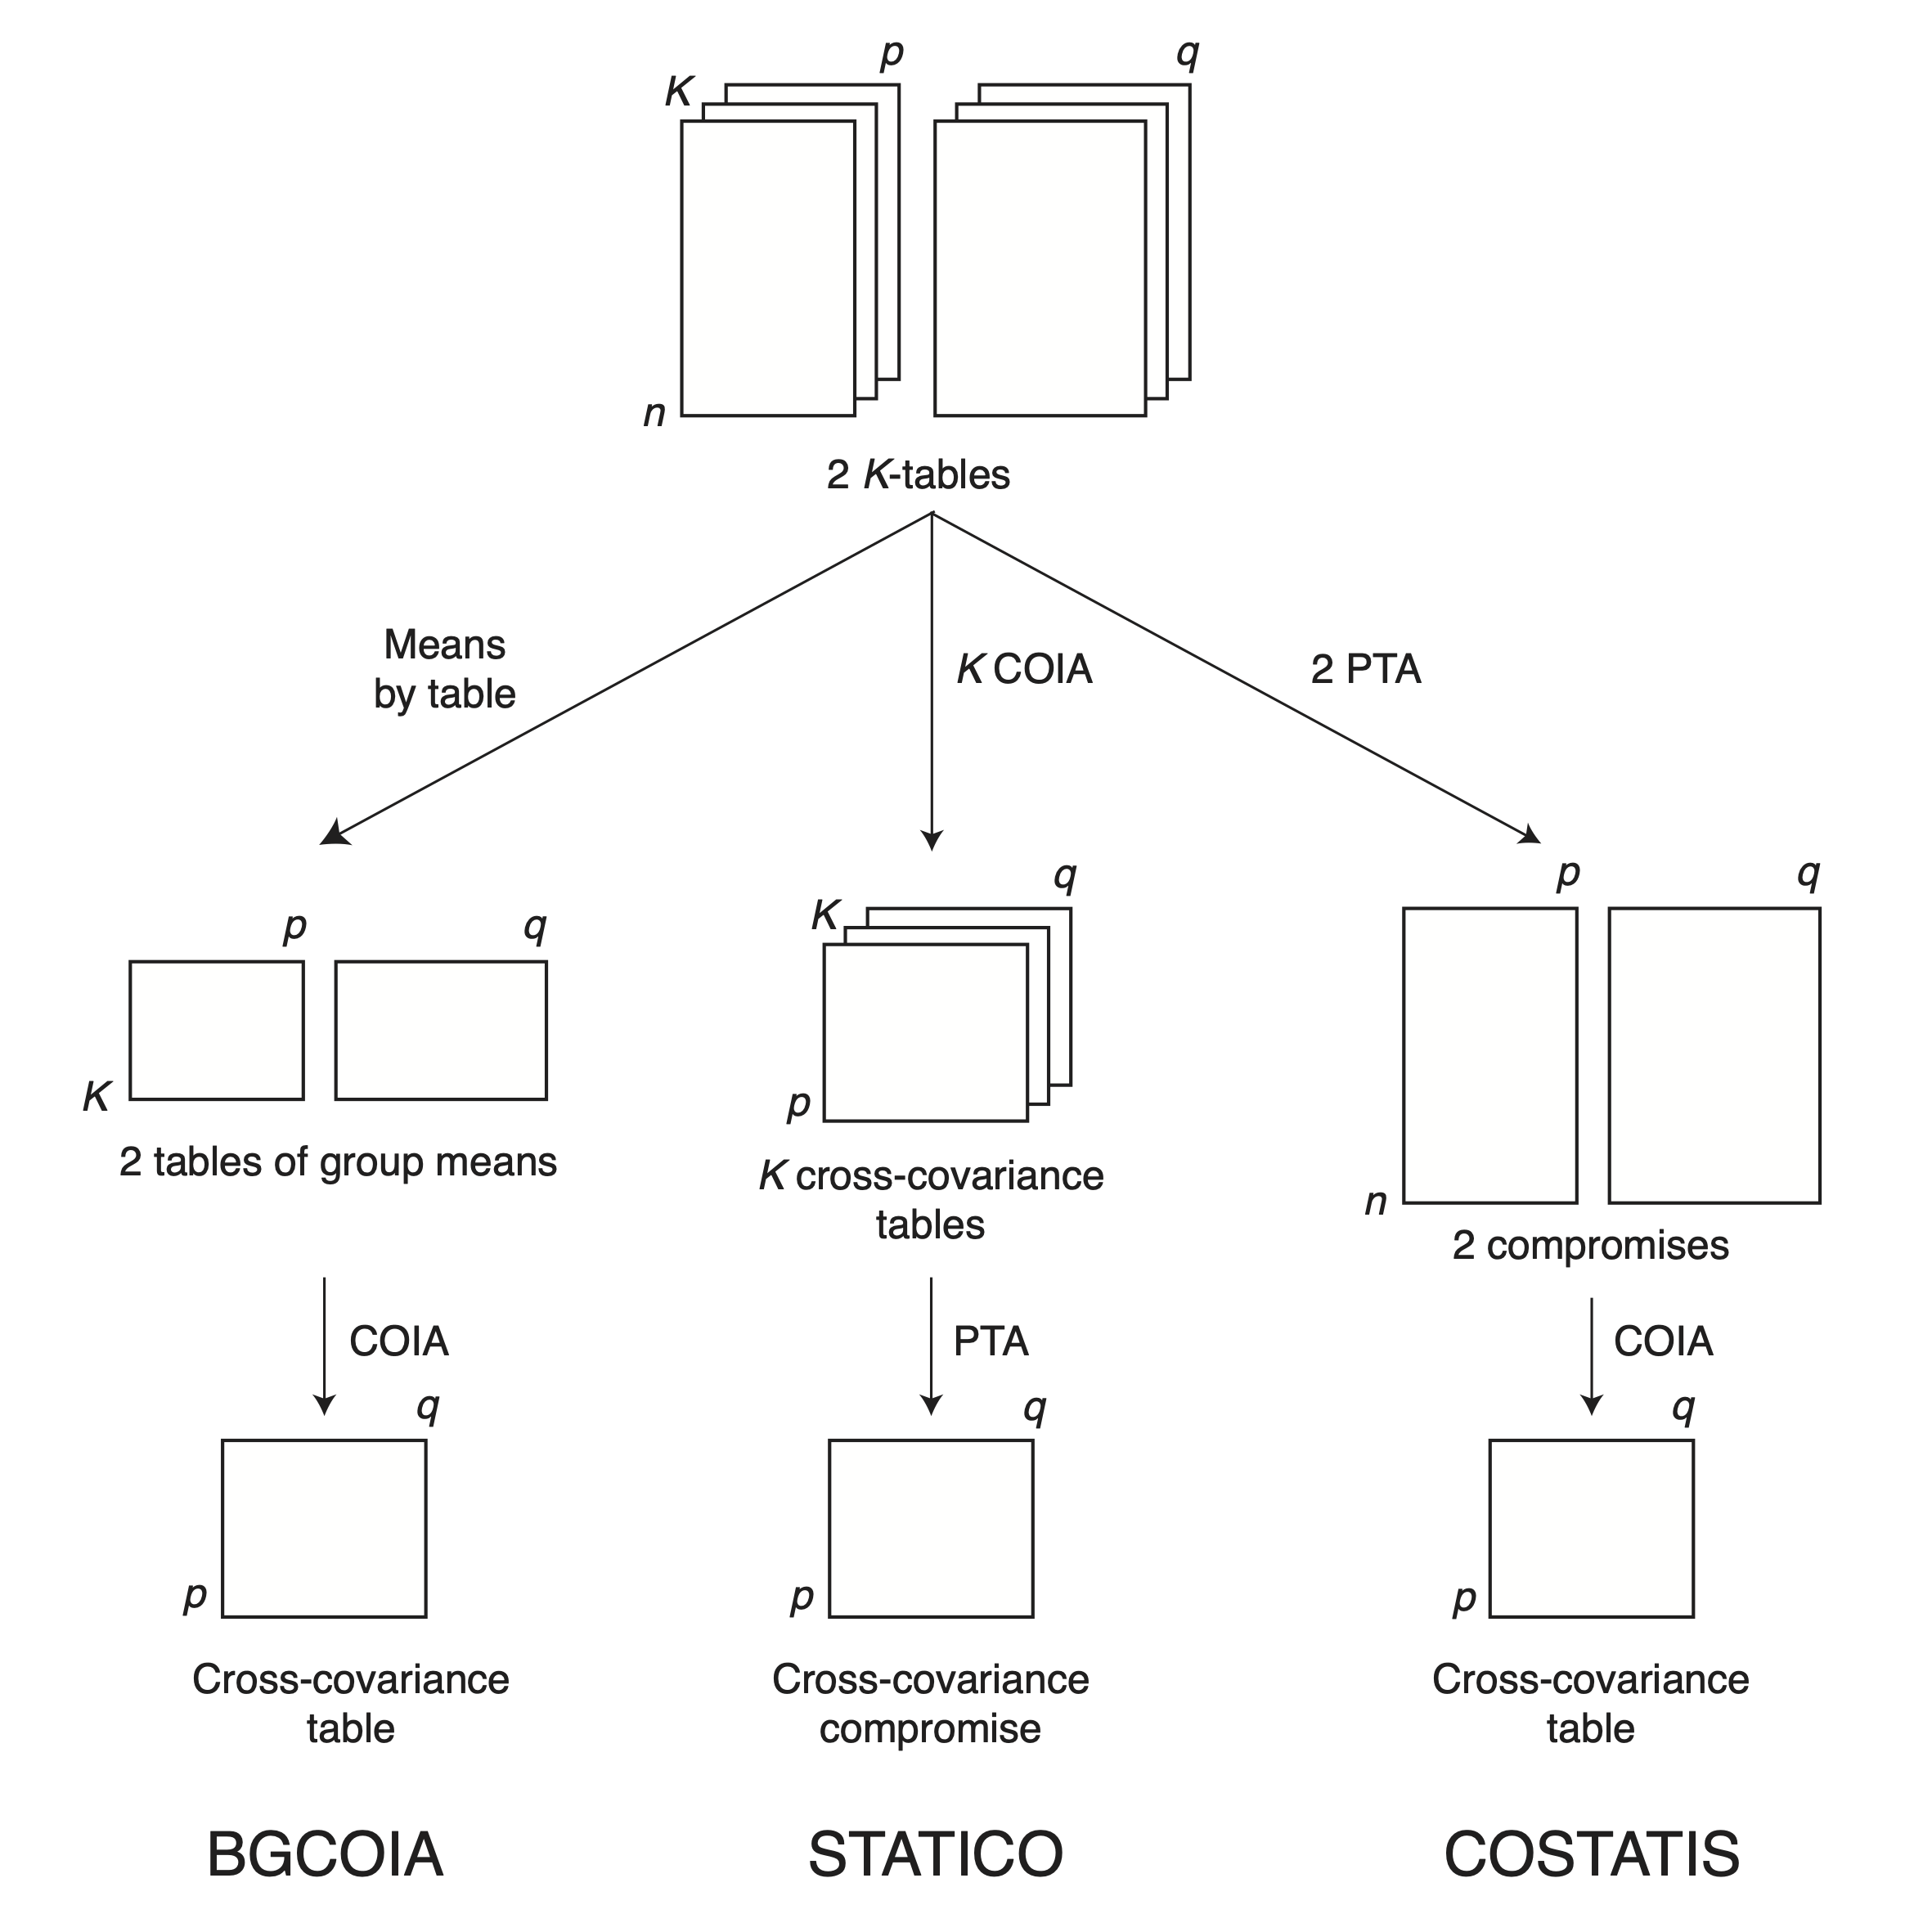 p
q
K
n
2 K-tables
Means
by table
K COIA
2 PTA
p
q
K
2 tables of group means
q
K
p
K cross-covariance
tables
p
q
n
2 compromises
COIA
PTA
COIA
q
p
Cross-covariance
table
q
p
Cross-covariance
compromise
q
p
Cross-covariance
table
BGCOIA
STATICO
COSTATIS